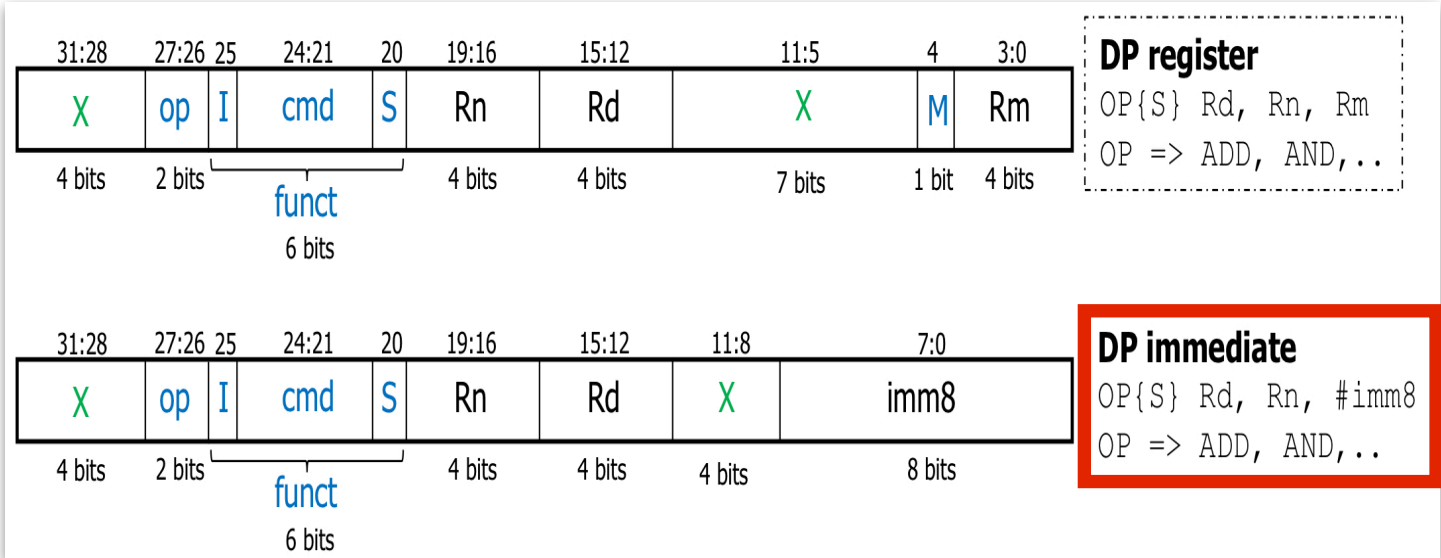 31:28 27:26 25 24:21 20 19:16 15:12 11:5 4 3:0
X op I cmd S Rn Rd X M Rm
4 bits 2 bits 4 bits 4 bits 7 bits 1 bit 4 bits
funct
6 bits
DP register
OP{S} Rd, Rn, Rm
OP => ADD, AND,..
31:28 27:26 25 24:21 20 19:16 15:12 11:8 7:0
X op I cmd S Rn Rd X imm8
4 bits 2 bits 4 bits 4 bits 4 bits 8 bits
funct
6 bits
DP immediate
OP{S} Rd, Rn, #imm8
OP => ADD, AND,..